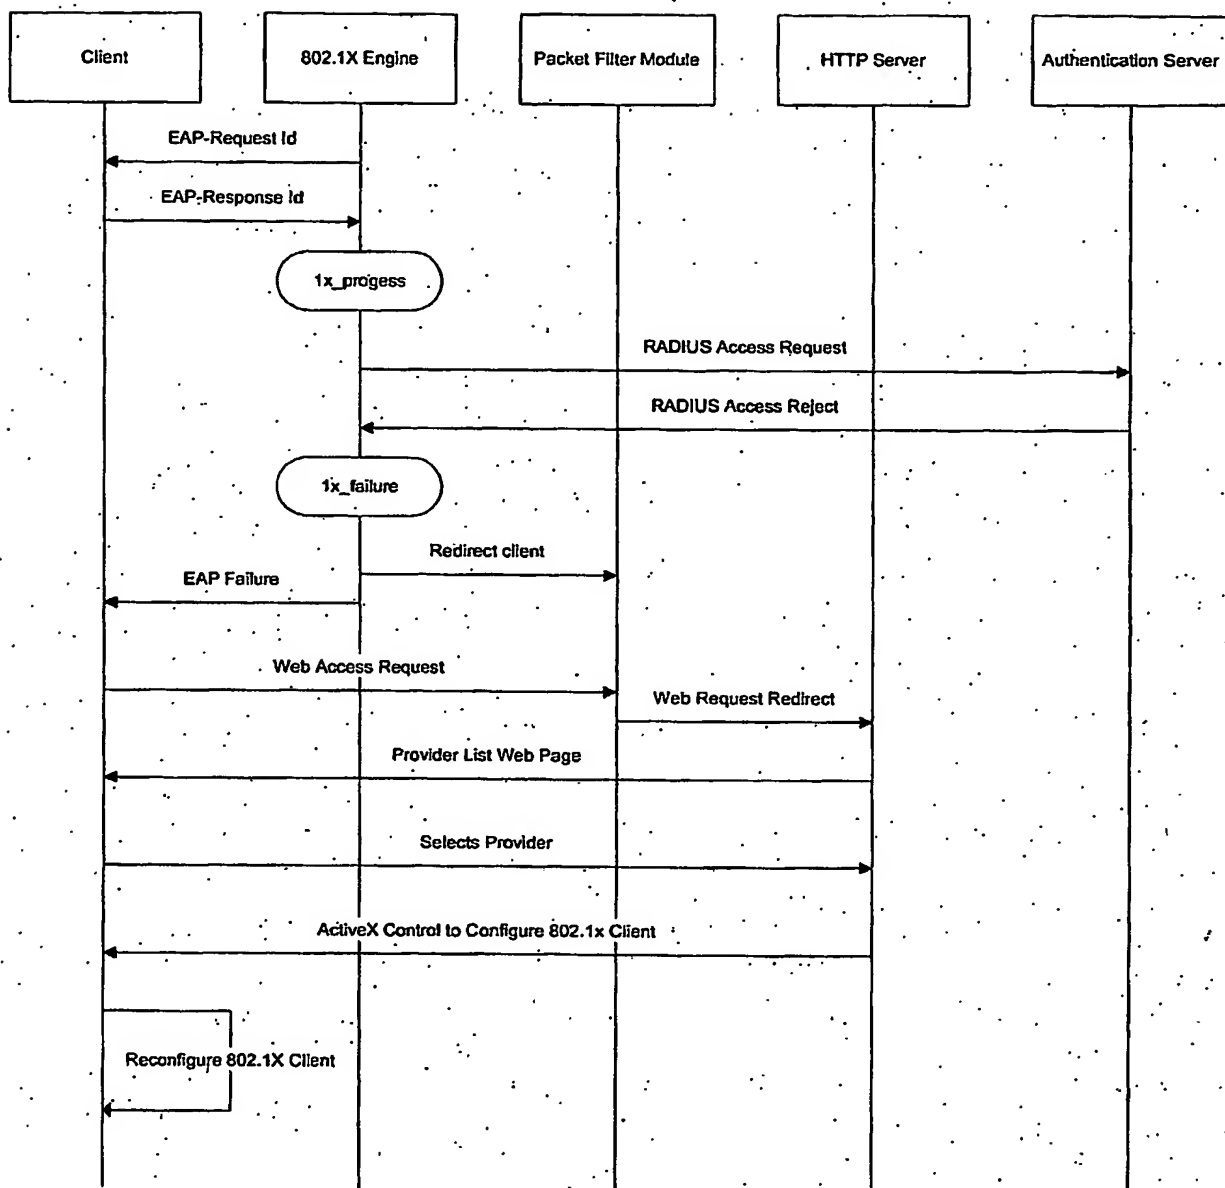 Client
802.1X Engine
Packet Filter Module
HTTP Server
Authentication Server
EAP-Request Id
EAP-Response Id
1x_progess
RADIUS Access Request
RADIUS Access Reject
1x_failure
Redirect client
EAP Failure
Web Access Request
Web Request Redirect
Provider List Web Page
Selects Provider
ActiveX Control to Configure 802.1x Client
Reconfigure 802.1X Client